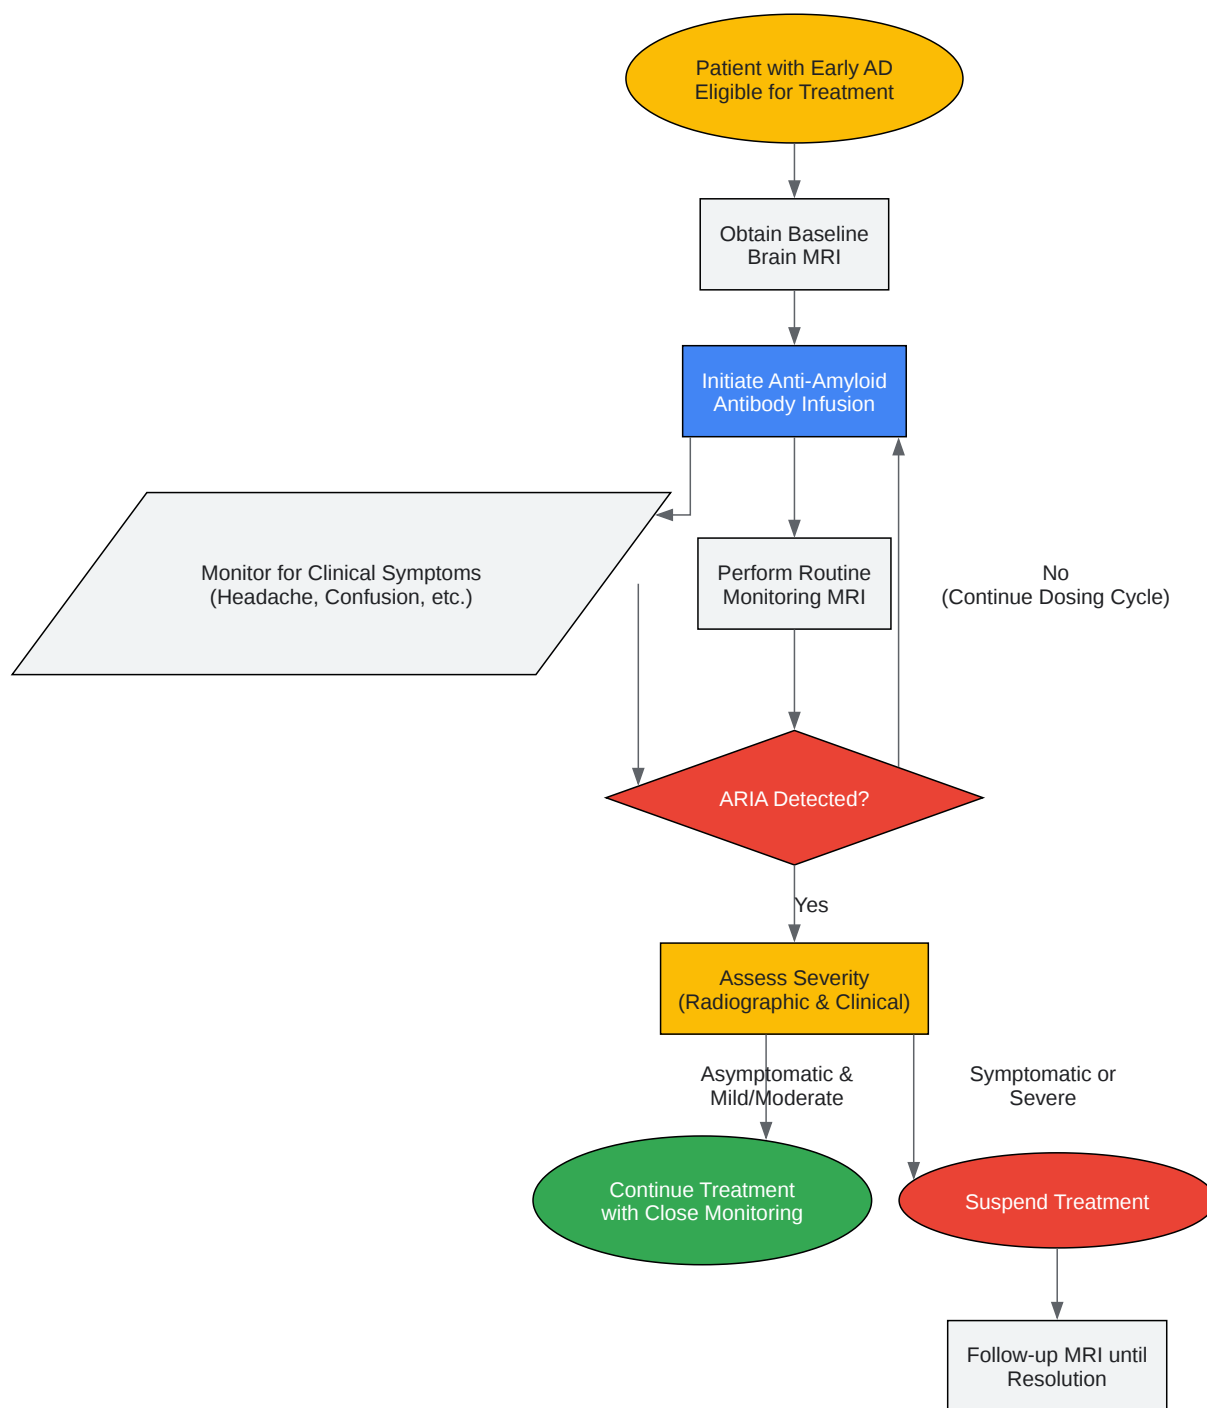 Patient with Early AD
Eligible for Treatment
Obtain Baseline
Brain MRI
Initiate Anti-Amyloid
Antibody Infusion
Monitor for Clinical Symptoms
(Headache, Confusion, etc.)
Perform Routine
Monitoring MRI
No
(Continue Dosing Cycle)
ARIA Detected?
Yes
Assess Severity
(Radiographic & Clinical)
Asymptomatic &
Mild/Moderate
Symptomatic or
Severe
Continue Treatment
with Close Monitoring
Suspend Treatment
Follow-up MRI until
Resolution